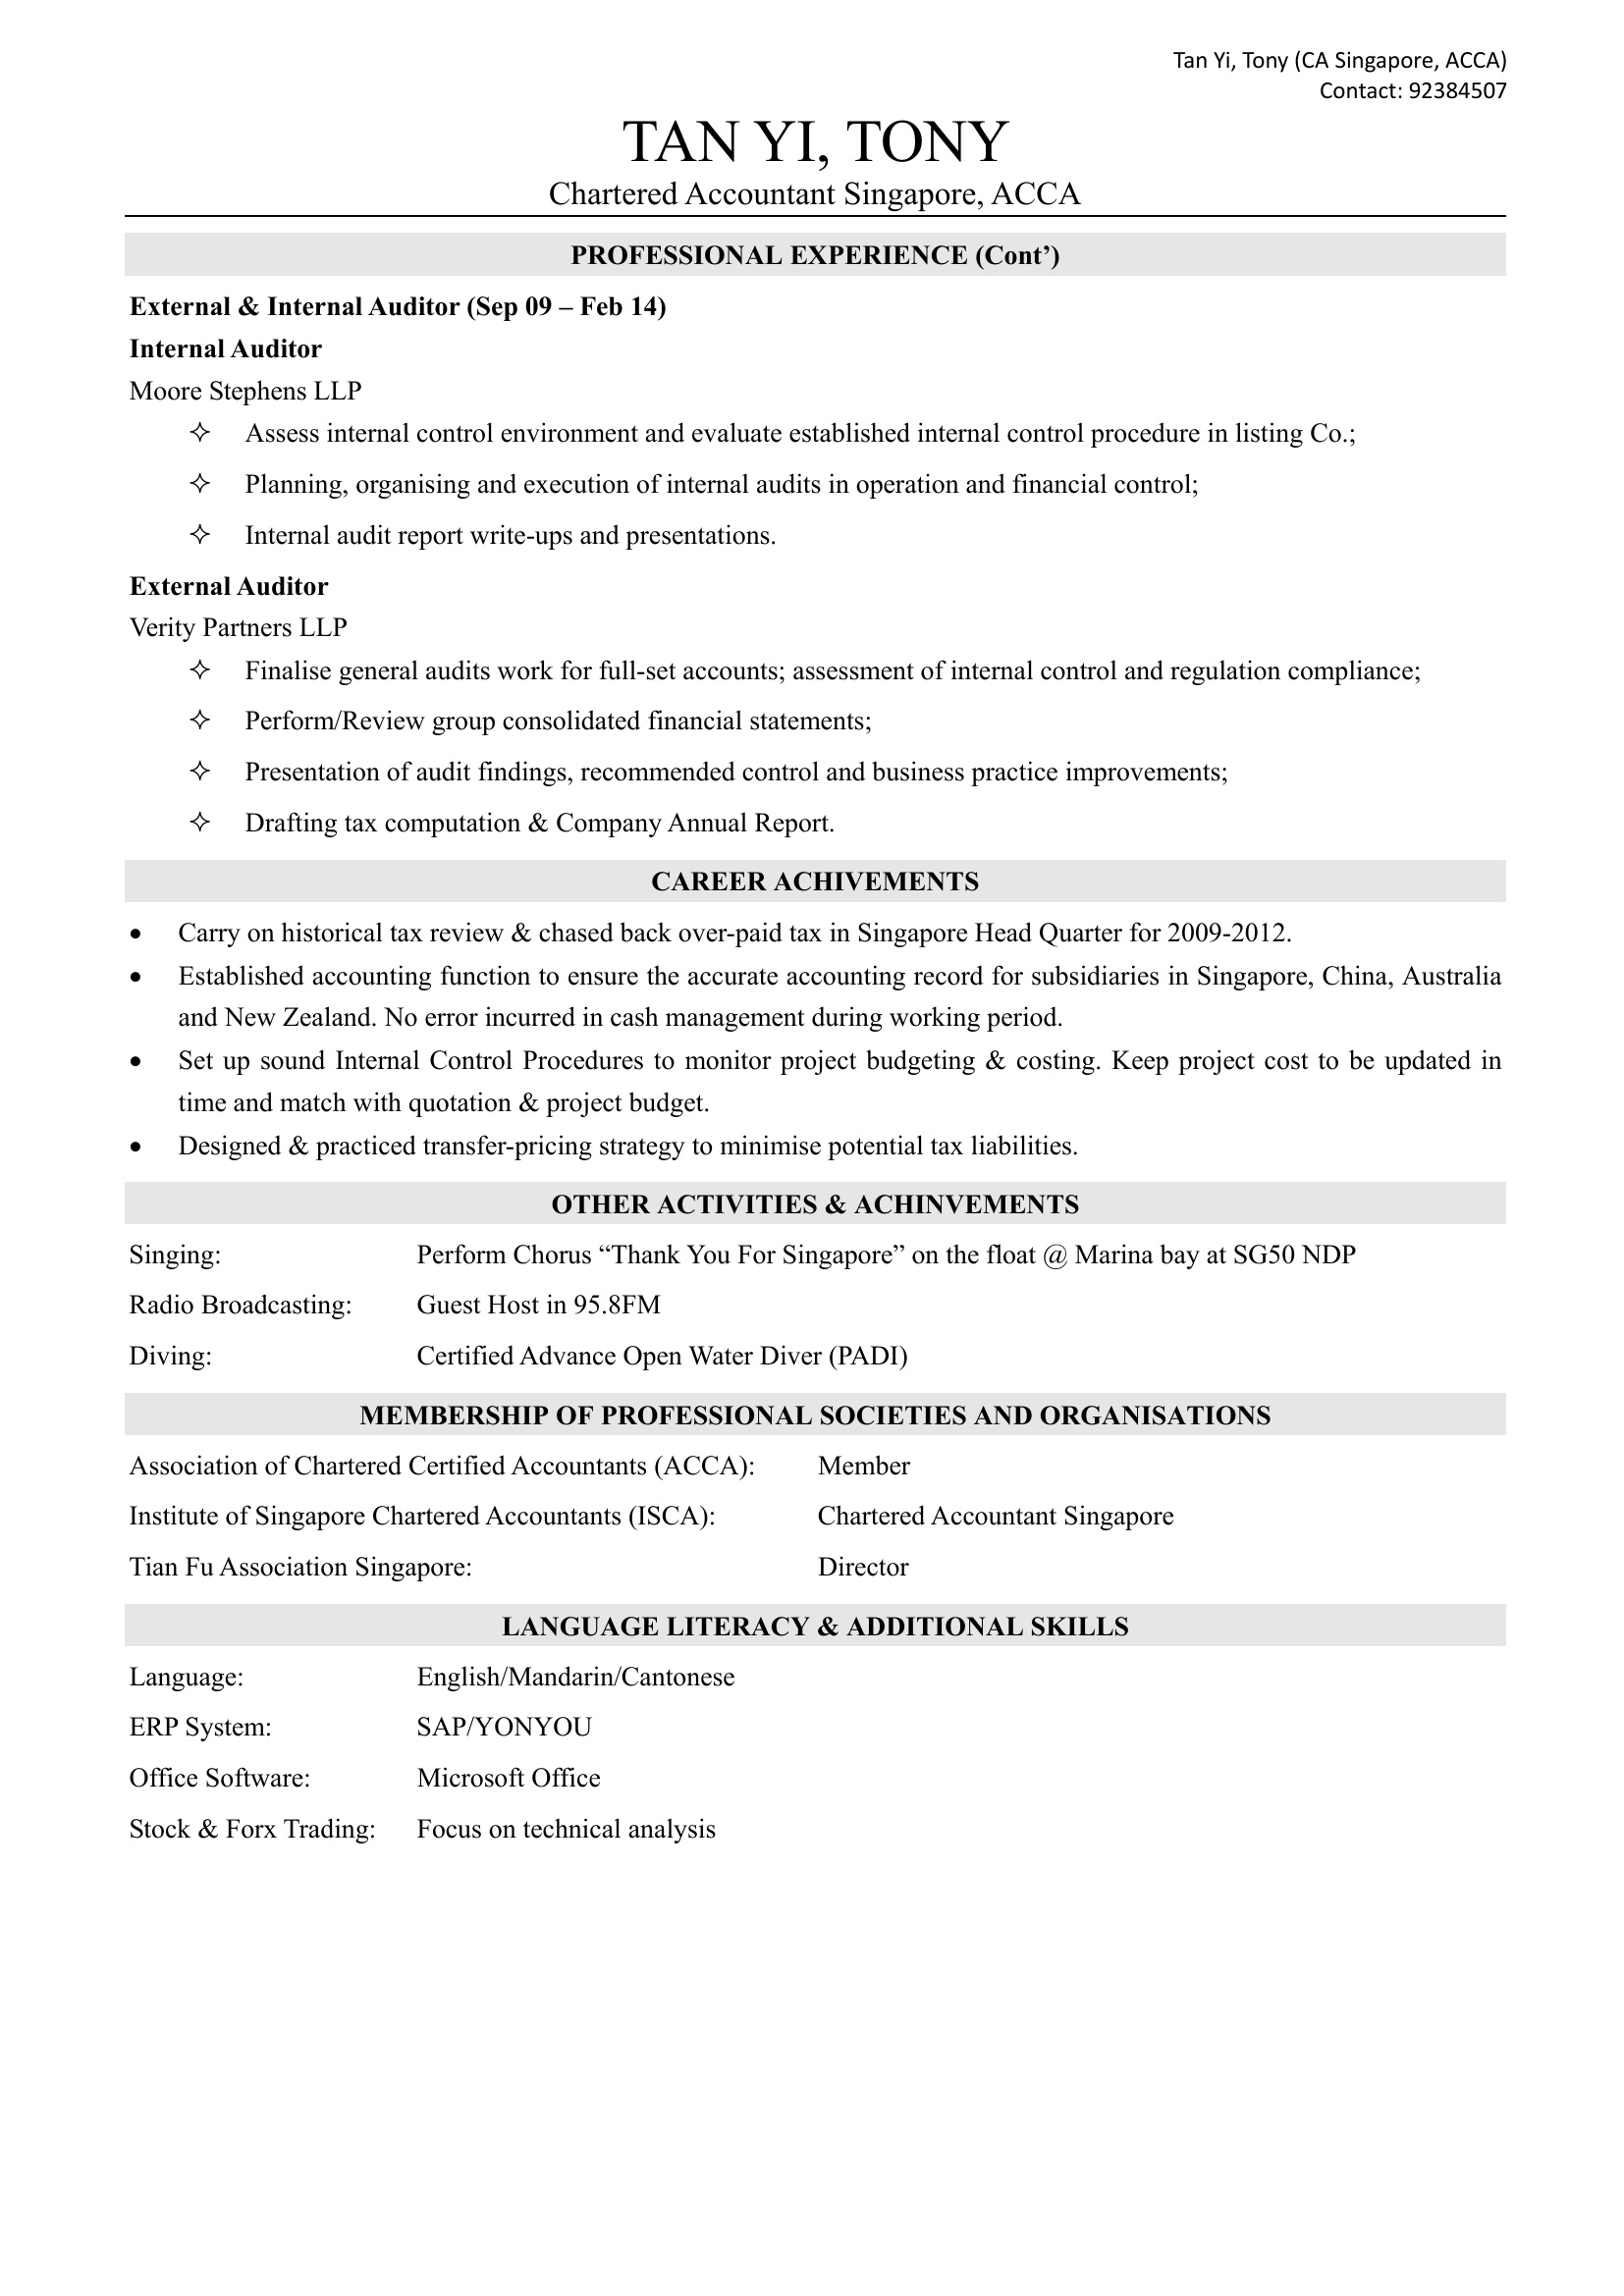 Tan Yi, Tony (CA Singapore, ACCA)
Contact: 92384507
TAN YI, TONY
Chartered Accountant Singapore, ACCA
PROFESSIONAL EXPERIENCE (Cont’)
External & Internal Auditor (Sep 09 – Feb 14)
Internal Auditor
Moore Stephens LLP
✧ Assess internal control environment and evaluate established internal control procedure in listing Co.;
✧ Planning, organising and execution of internal audits in operation and financial control;
✧ Internal audit report write-ups and presentations.
External Auditor
Verity Partners LLP
✧ Finalise general audits work for full-set accounts; assessment of internal control and regulation compliance;
✧ Perform/Review group consolidated financial statements;
✧ Presentation of audit findings, recommended control and business practice improvements;
✧ Drafting tax computation & Company Annual Report.
CAREER ACHIVEMENTS
• Carry on historical tax review & chased back over-paid tax in Singapore Head Quarter for 2009-2012.
• Established accounting function to ensure the accurate accounting record for subsidiaries in Singapore, China, Australia
and New Zealand. No error incurred in cash management during working period.
• Set up sound Internal Control Procedures to monitor project budgeting & costing. Keep project cost to be updated in
time and match with quotation & project budget.
• Designed & practiced transfer-pricing strategy to minimise potential tax liabilities.
OTHER ACTIVITIES & ACHINVEMENTS
Singing: Perform Chorus “Thank You For Singapore” on the float @ Marina bay at SG50 NDP
Radio Broadcasting: Guest Host in 95.8FM
Diving: Certified Advance Open Water Diver (PADI)
MEMBERSHIP OF PROFESSIONAL SOCIETIES AND ORGANISATIONS
Association of Chartered Certified Accountants (ACCA): Member
Institute of Singapore Chartered Accountants (ISCA): Chartered Accountant Singapore
Tian Fu Association Singapore: Director
LANGUAGE LITERACY & ADDITIONAL SKILLS
Language: English/Mandarin/Cantonese
ERP System: SAP/YONYOU
Office Software: Microsoft Office
Stock & Forx Trading: Focus on technical analysis